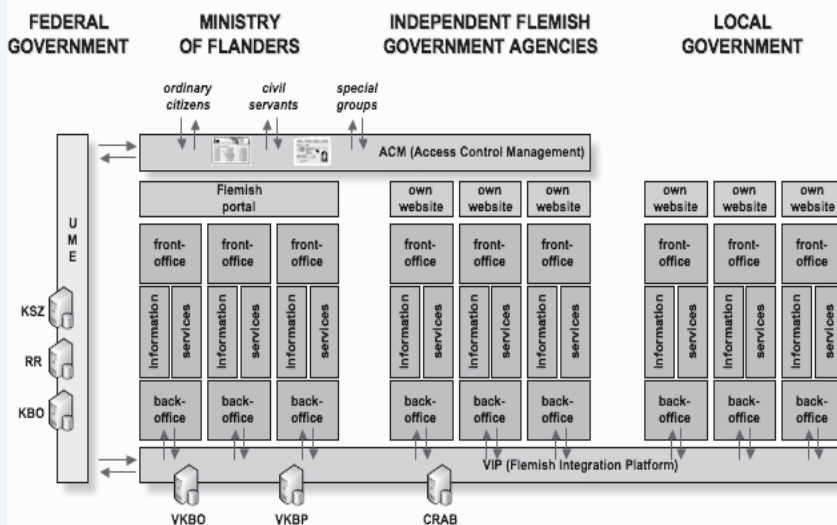 FEDERAL
GOVERNMENT
MINISTRY
OF FLANDERS
INDEPENDENT FLEMISH
GOVERNMENT AGENCIES
LOCAL
GOVERNMENT
ordinary
citizens
civil
servants
special
groups
ACM (Access Control Management)
U
M
E
KSZ
RR
KBO
Flemish
portal
own
website
own
website
own
website
own
website
own
website
own
website
front-
office
front-
office
front-
office
front-
office
front-
office
front-
office
front-
office
front-
office
front-
office
Information
services
Information
services
Information
services
Information
services
Information
services
Information
services
Information
services
Information
services
Information
services
back-
office
back-
office
back-
office
back-
office
back-
office
back-
office
back-
office
back-
office
back-
office
VIP (Flemish Integration Platform)
VKBO
VKBP
CRAB